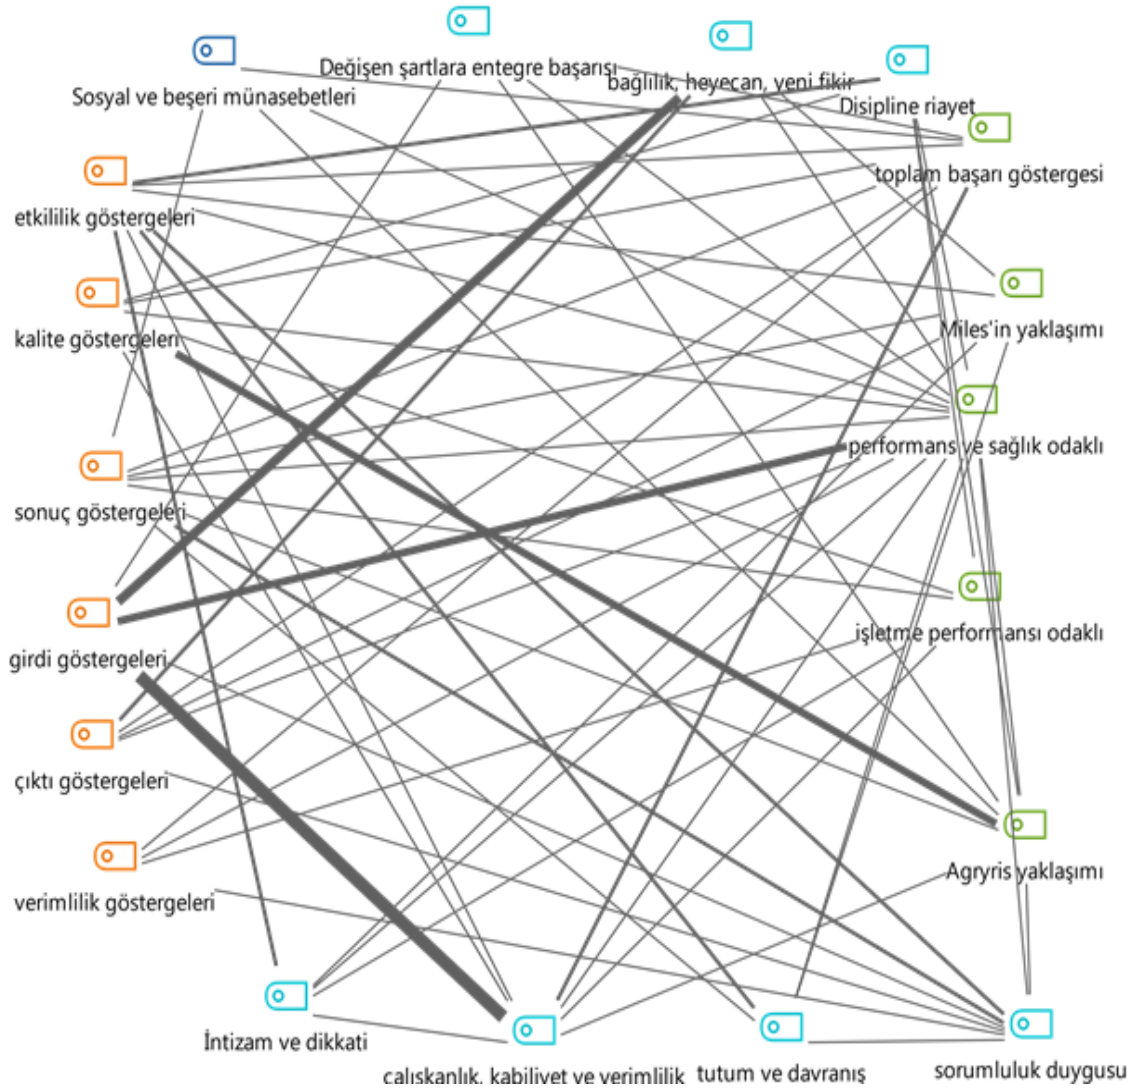 Değişen şartlara entegre başarısı
bağlılık, heyecan, yeni fikir
Sosyal ve beşeri münasebetleri
Disipline riayet
toplam başarı göstergesi
etkililik göstergeleri
Miles'in yaklaşımı
kalite göstergeleri
performans ve sağlık odaklı
sonuç göstergeleri
işletme performansı odaklı
girdi göstergeleri
çıktı göstergeleri
Agryris yaklaşımı
verimlilik göstergeleri
İntizam ve dikkati
çalışkanlık, kabiliyet ve verimlilik
tutum ve davranış
sorumluluk duygusu